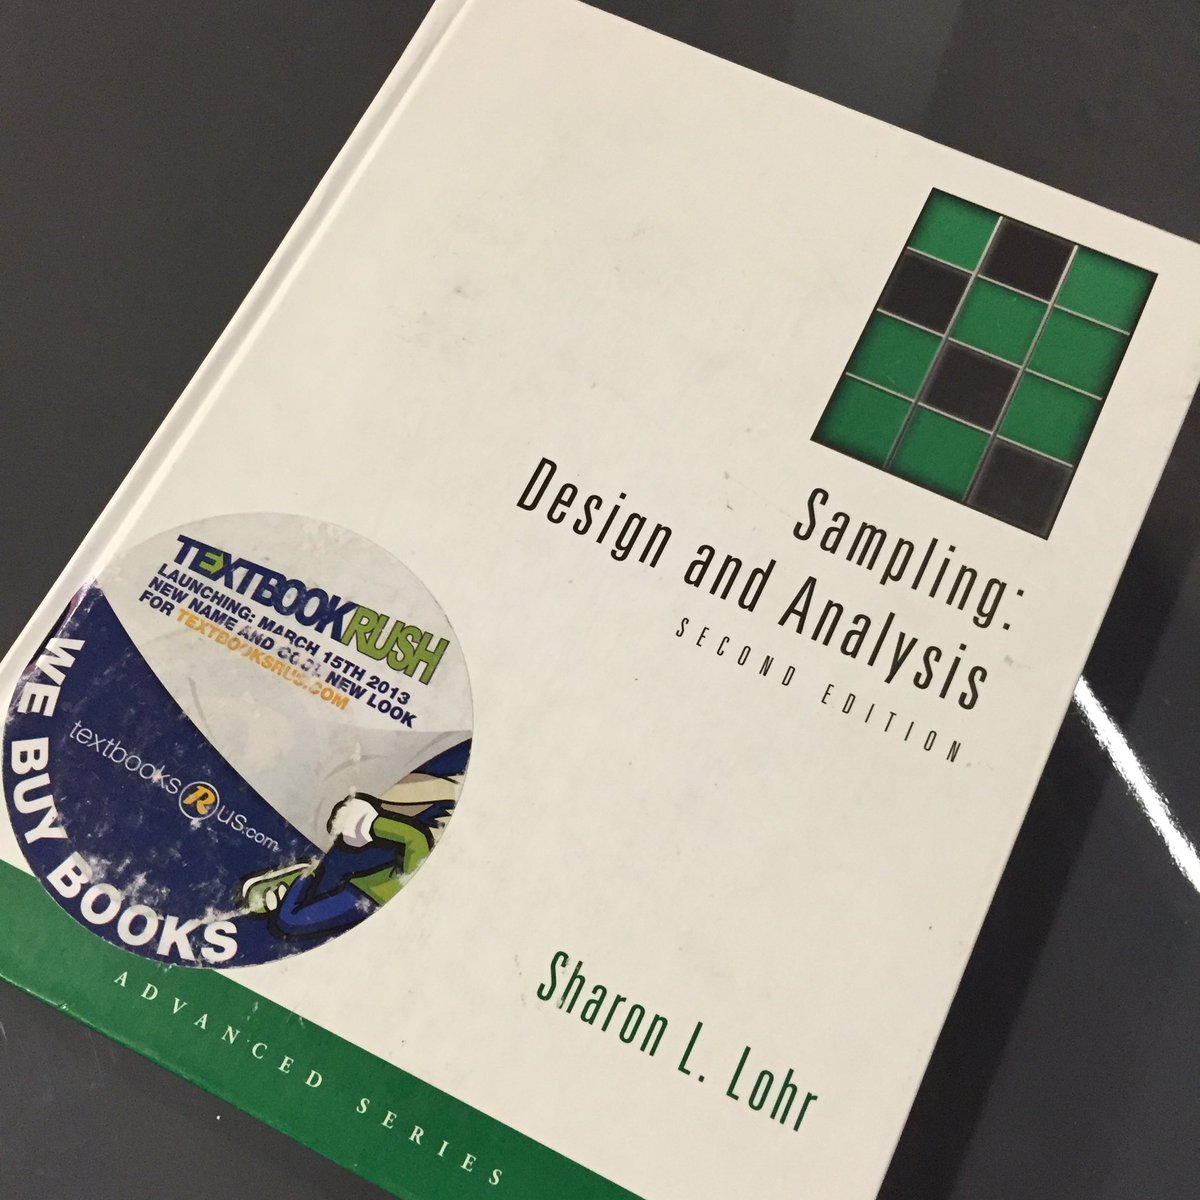 Sampling:
Design and Analysis
SECOND EDITION
TEXTBOOKRUSH
LAUNCHING: MARCH 15TH 2013
NEW NAME AND COOL NEW LOOK
FOR TEXTBOOKSRUS.COM
textbooksRus.com
WE BUY BOOKS
Sharon L. Lohr
ADVANCED SERIES